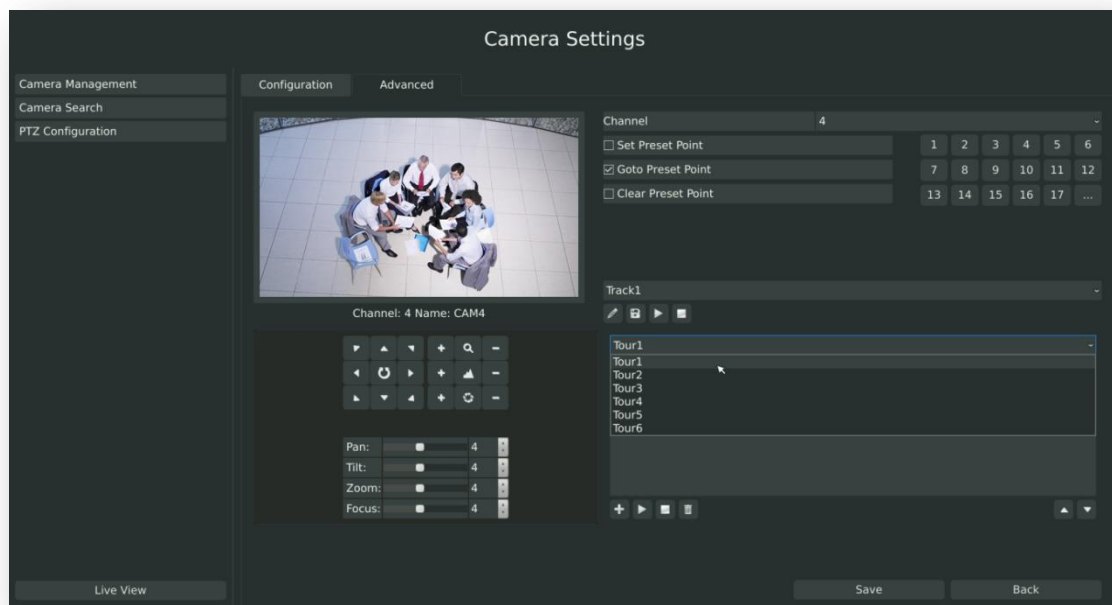 Camera Settings
Camera Management
Camera Search
PTZ Configuration
Configuration Advanced
Channel 4
Set Preset Point 1 2 3 4 5 6
Goto Preset Point 7 8 9 10 11 12
Clear Preset Point 13 14 15 16 17 ...
Channel: 4 Name: CAM4
Track1
Tour1
Tour1
Tour2
Tour3
Tour4
Tour5
Tour6
Pan: 4
Tilt: 4
Zoom: 4
Focus: 4
Live View
Save Back